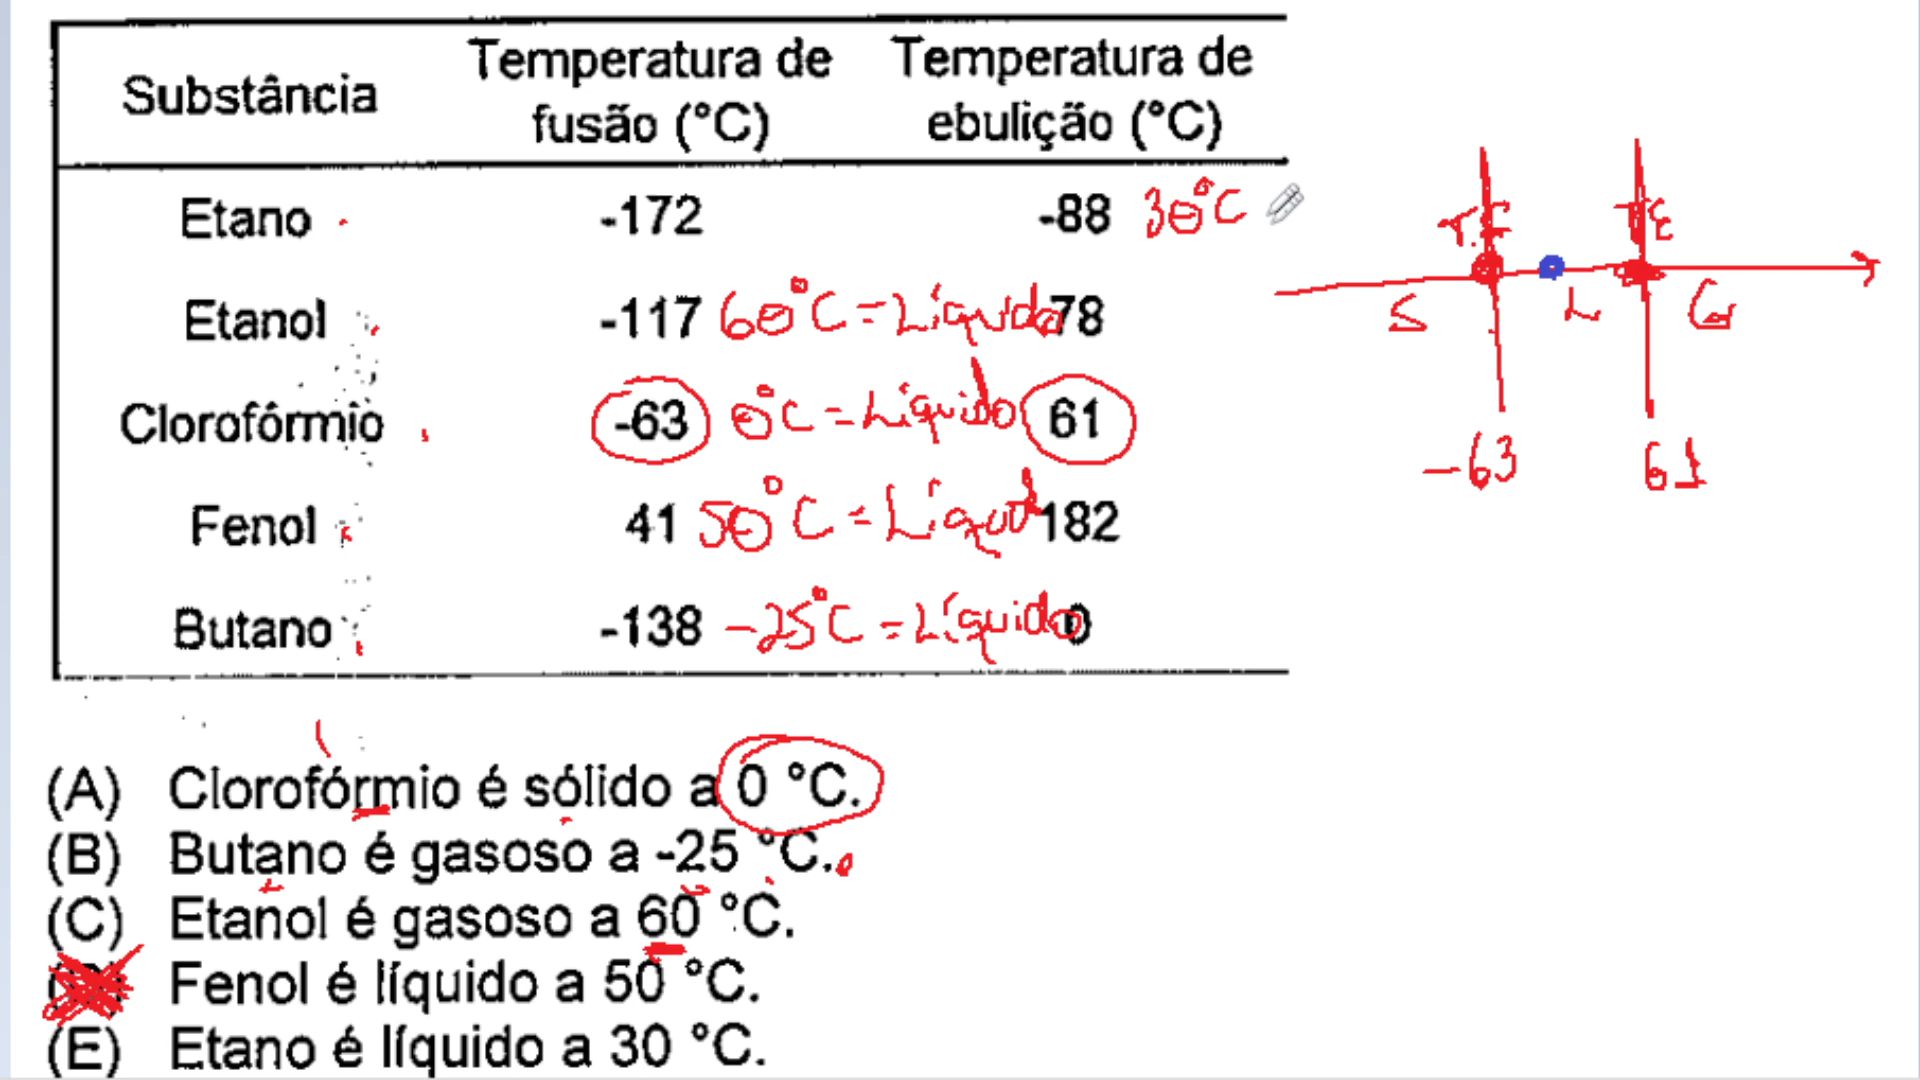 Substância Temperatura de fusão (°C) Temperatura de ebulição (°C)
Etano -172 -88 30°C
Etanol -117 60°C = Líquido 78
Clorofórmio -63 0°C = Líquido 61
Fenol 41 50°C = Líquid 182
Butano -138 -25°C = Líquido 0
T.F TE
S L G
-63 61
(A) Clorofórmio é sólido a 0 °C.
(B) Butano é gasoso a -25 °C.
(C) Etanol é gasoso a 60 °C.
Fenol é líquido a 50 °C.
(E) Etano é líquido a 30 °C.